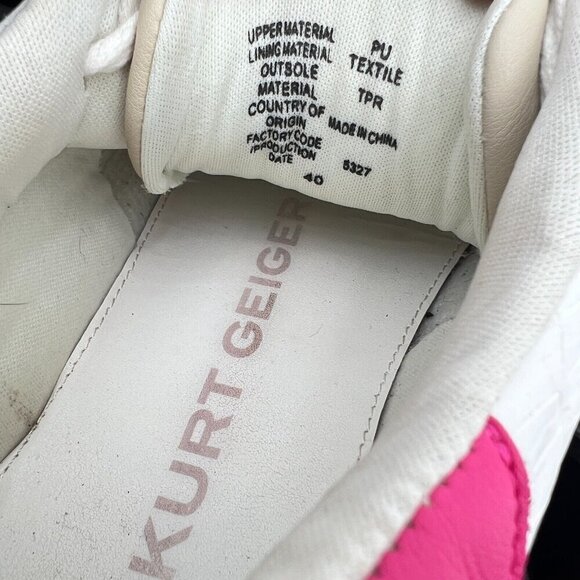 UPPER MATERIAL PU
LINING MATERIAL TEXTILE
OUTSOLE
MATERIAL TPR
COUNTRY OF
ORIGIN MADE IN CHINA
FACTORY CODE
/PRODUCTION 5327
DATE
40
KURT GEIGER